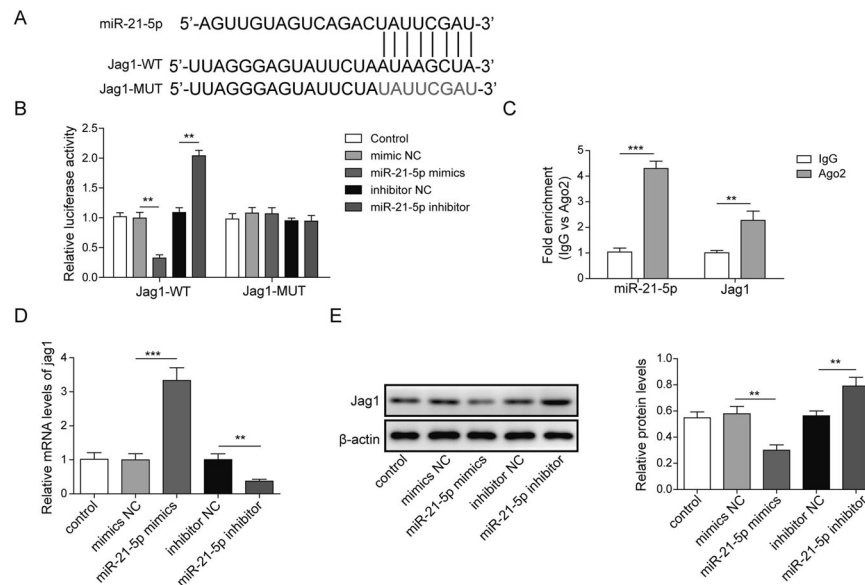 A
miR-21-5p 5’-AGUUGUAGUCAGACUAUUCGAU-3’
Jag1-WT 5’-UUAGGGAGUAUUCUAAUAAGCUA-3’
Jag1-MUT 5’-UUAGGGAGUAUUCUAUAUUCGAU-3’
B
Relative luciferase activity
2.5
2.0
1.5
1.0
0.5
0.0
**
**
Jag1-WT
Jag1-MUT
Control
mimic NC
miR-21-5p mimics
inhibitor NC
miR-21-5p inhibitor
C
Fold enrichment
(IgG vs Ago2)
5
4
3
2
1
0
***
**
miR-21-5p
Jag1
IgG
Ago2
D
Relative mRNA levels of jag1
4
3
2
1
0
***
**
control
mimics NC
miR-21-5p mimics
inhibitor NC
miR-21-5p inhibitor
E
Jag1
β-actin
control
mimics NC
miR-21-5p mimics
inhibitor NC
miR-21-5p inhibitor
Relative protein levels
1.0
0.8
0.6
0.4
0.2
0.0
**
**
control
mimics NC
miR-21-5p mimics
inhibitor NC
miR-21-5p inhibitor